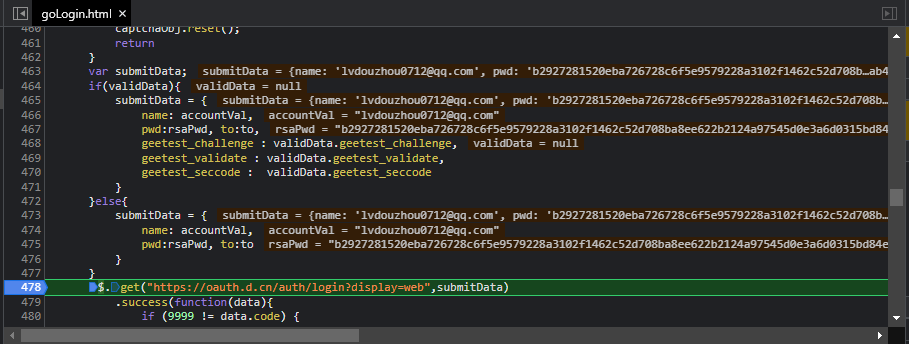 goLogin.html ×
460 captchaObj.reset();
461 return
462 }
463 var submitData; submitData = {name: 'lvdouzhou0712@qq.com', pwd: 'b2927281520eba726728c6f5e9579228a3102f1462c52d708b…ab4
464 if(validData){ validData = null
465 submitData = { submitData = {name: 'lvdouzhou0712@qq.com', pwd: 'b2927281520eba726728c6f5e9579228a3102f1462c52d708b…
466 name: accountVal, accountVal = "lvdouzhou0712@qq.com"
467 pwd:rsaPwd, to:to, rsaPwd = "b2927281520eba726728c6f5e9579228a3102f1462c52d708ba8ee622b2124a97545d0e3a6d0315bd84
468 geetest_challenge : validData.geetest_challenge, validData = null
469 geetest_validate : validData.geetest_validate,
470 geetest_seccode : validData.geetest_seccode
471 }
472 }else{
473 submitData = { submitData = {name: 'lvdouzhou0712@qq.com', pwd: 'b2927281520eba726728c6f5e9579228a3102f1462c52d708b…
474 name: accountVal, accountVal = "lvdouzhou0712@qq.com"
475 pwd:rsaPwd, to:to rsaPwd = "b2927281520eba726728c6f5e9579228a3102f1462c52d708ba8ee622b2124a97545d0e3a6d0315bd84e
476 }
477 }
478 $.get("https://oauth.d.cn/auth/login?display=web",submitData)
479 .success(function(data){
480 if (9999 != data.code) {